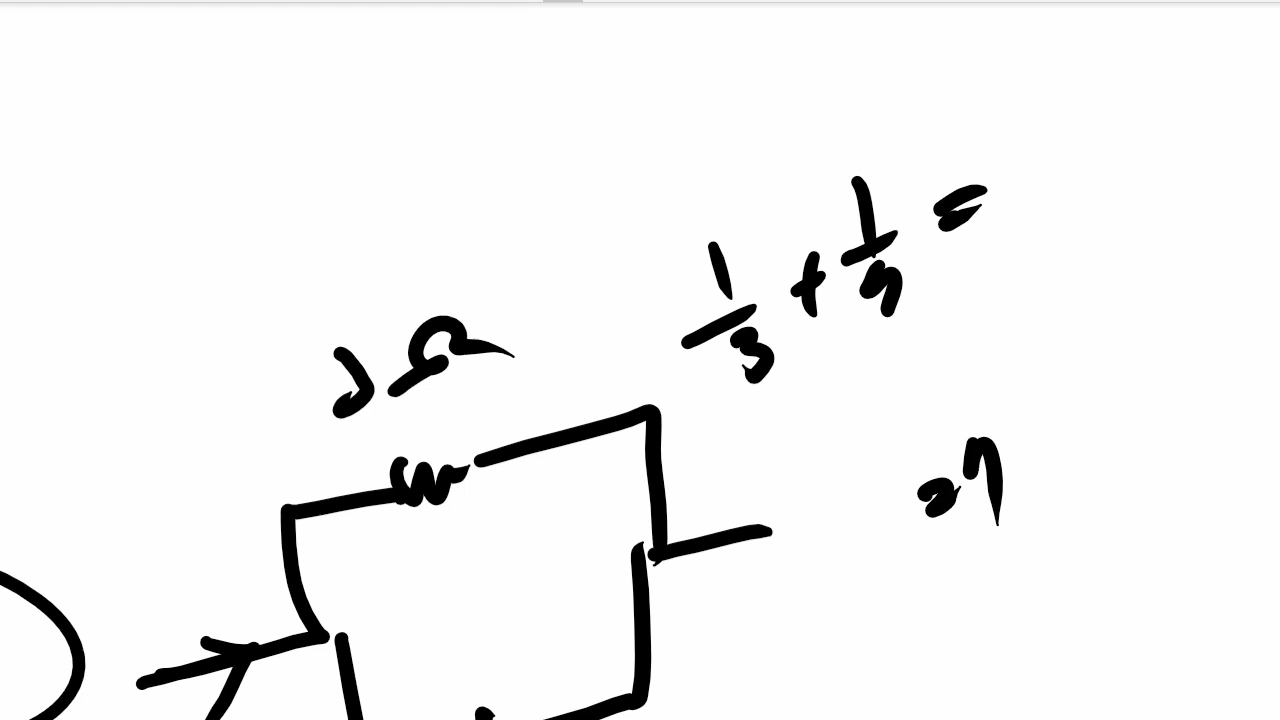 1/3 + 1/9 =
2Ω
27